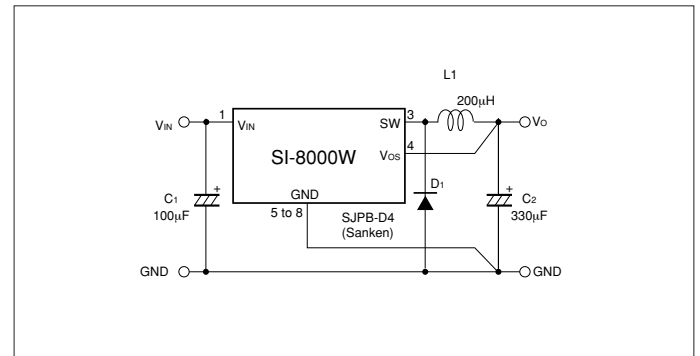 L1
200μH
VIN
1
VIN
SW
3
VO
SI-8000W
VOS
4
GND
D1
C1
100μF
5 to 8
SJPB-D4
(Sanken)
+
C2
330μF
+
GND
GND